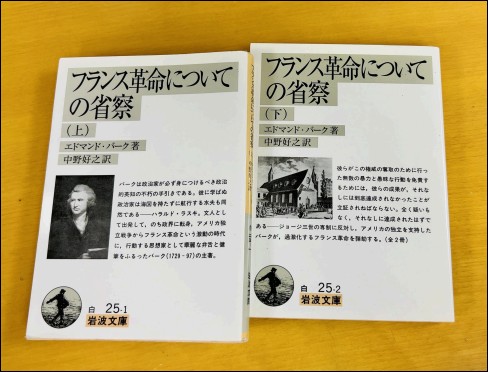 フランス革命について
の省察
(上)
エドマンド・バーク著
中野好之訳
バークは政治家が必ず身につけるべき政治
的英知の不朽の手引きである。彼に学ばぬ
政治家は海図を持たずに航行する水夫も同
然である――ハラルド・ラスキ。文人とし
て出発して、のち政界に転身。アメリカ独
立戦争からフランス革命という激動の時代
に、行動する思想家として華麗な弁舌と健
筆をふるったバーク(1729-97)の主著。
白 25-1
岩波文庫
フランス革命について
の省察
(下)
エドマンド・バーク著
中野好之訳
彼らがこの権威の奪取のために行っ
た無数の暴力と愚昧な行動を免責す
るためには、彼らの成果が、それな
しには到底達成されなかったことが
立証されねばならない。全く疑いも
なく、それなしに達成されたはずで
ある――ジョージ三世の専制に反対し、アメリカの独立を支持した
バークが、過激化するフランス革命を弾劾する。(全2冊)
白 25-2
岩波文庫